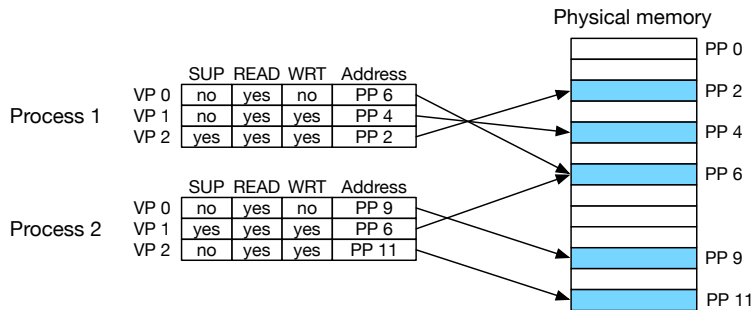 Physical memory
PP 0
SUP READ WRT Address
VP 0 no yes no PP 6
PP 2
Process 1 VP 1 no yes yes PP 4
VP 2 yes yes yes PP 2
PP 4
PP 6
SUP READ WRT Address
VP 0 no yes no PP 9
Process 2 VP 1 yes yes yes PP 6
VP 2 no yes yes PP 11
PP 9
PP 11